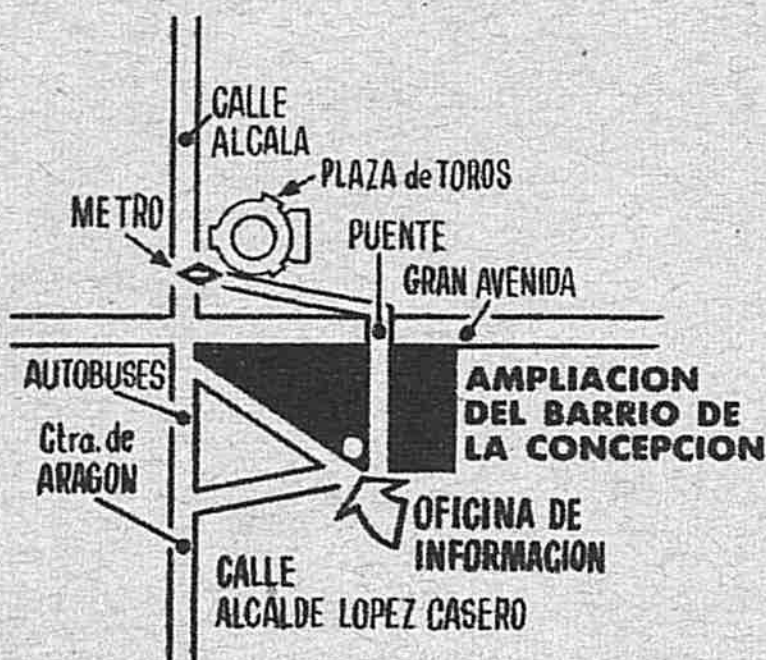 CALLE
ALCALA
PLAZA de TOROS
METRO
PUENTE
GRAN AVENIDA
AUTOBUSES
AMPLIACION
DEL BARRIO DE
LA CONCEPCION
Ctra. de
ARAGON
OFICINA DE
INFORMACION
CALLE
ALCALDE LOPEZ CASERO